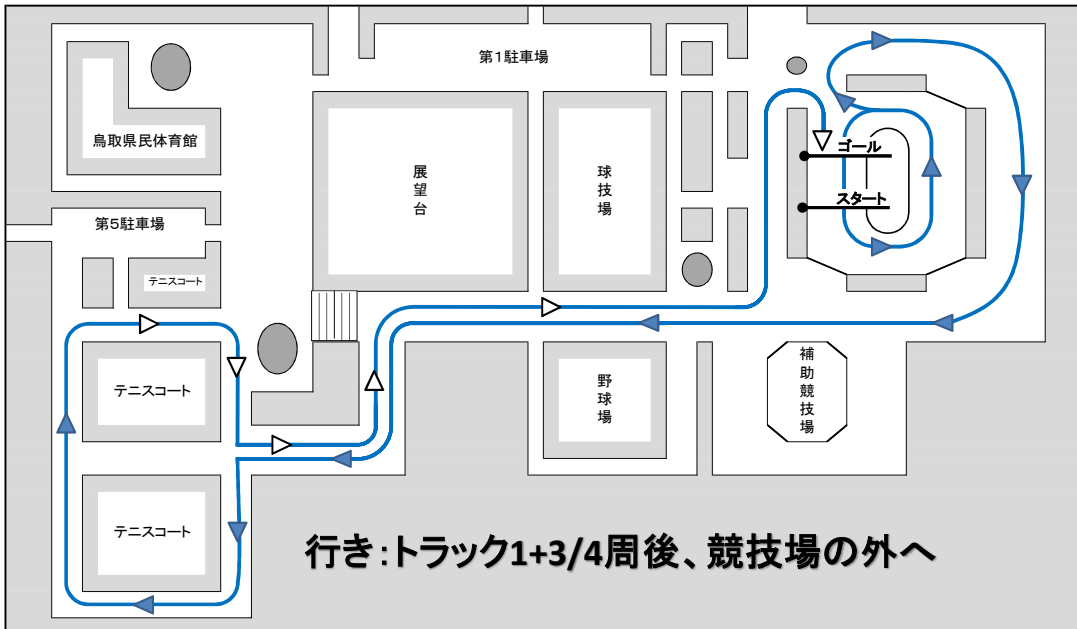 第1駐車場
鳥取県民体育館
展望台
球技場
ゴール
スタート
第5駐車場
テニスコート
テニスコート
野球場
補助競技場
テニスコート
行き:トラック1+3/4周後、競技場の外へ